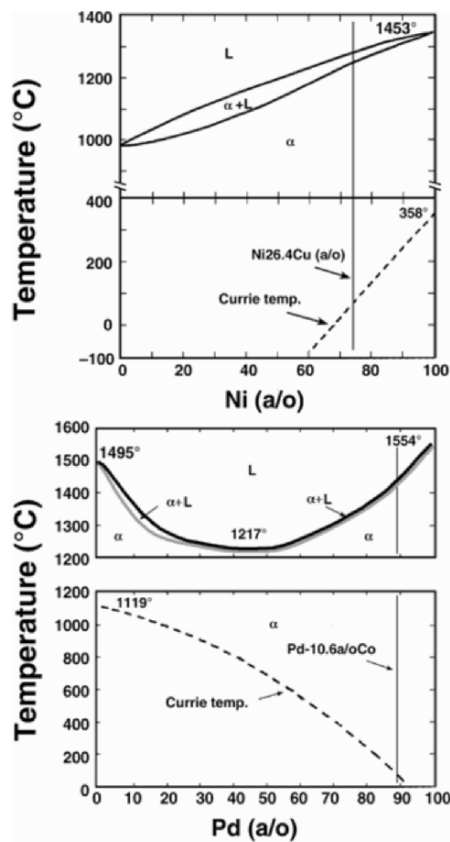 1400
1453°
L
1200
α+L
1000
α
Temperature (°C)
400
358°
200
Ni26.4Cu (a/o)
Currie temp.
0
−100
0 20 40 60 80 100
Ni (a/o)
1600
1554°
1500
1495°
L
1400
α+L
α+L
1300
1217°
α
α
1200
Temperature (°C)
1200
1119°
1000
α
Pd-10.6a/oCo
800
600
Currie temp.
400
200
0
0 10 20 30 40 50 60 70 80 90 100
Pd (a/o)